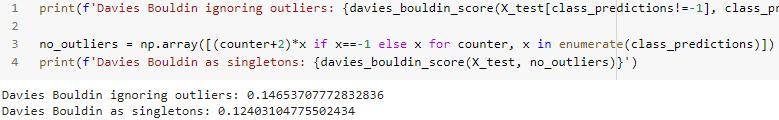 1 print(f'Davies Bouldin ignoring outliers: {davies_bouldin_score(X_test[class_predictions!=-1], class_pr
2
3 no_outliers = np.array([(counter+2)*x if x==-1 else x for counter, x in enumerate(class_predictions)])
4 print(f'Davies Bouldin as singletons: {davies_bouldin_score(X_test, no_outliers)}')
Davies Bouldin ignoring outliers: 0.14653707772832836
Davies Bouldin as singletons: 0.12403104775502434